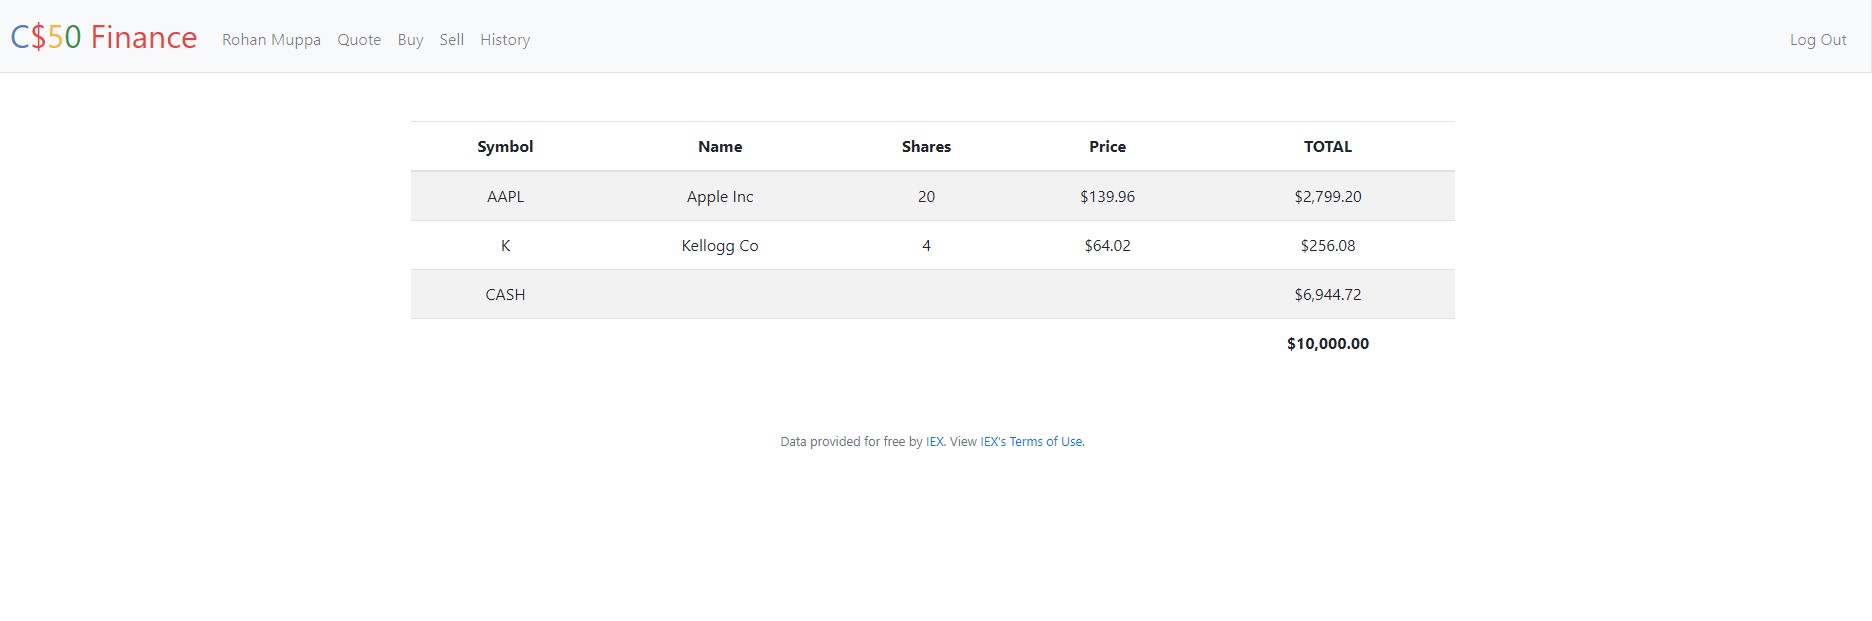 C$50 Finance Rohan Muppa Quote Buy Sell History Log Out
Symbol Name Shares Price TOTAL
AAPL Apple Inc 20 $139.96 $2,799.20
K Kellogg Co 4 $64.02 $256.08
CASH $6,944.72
$10,000.00
Data provided for free by IEX. View IEX's Terms of Use.